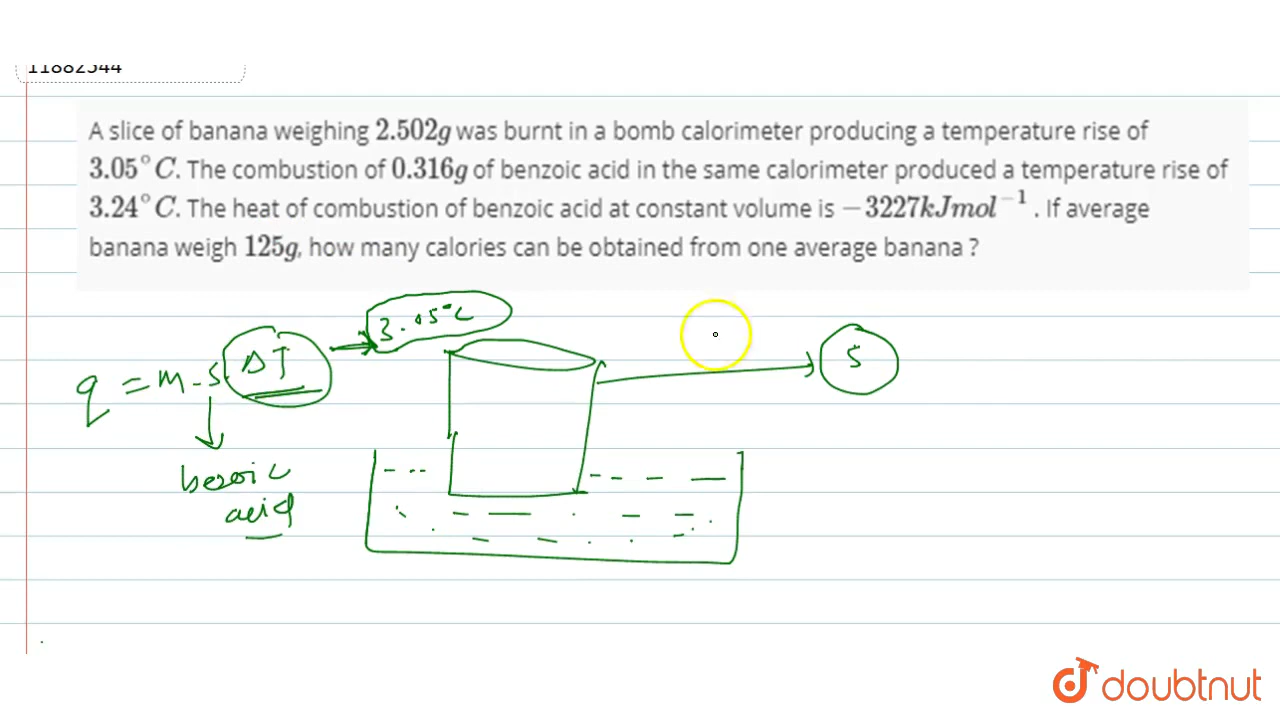 11882544
A slice of banana weighing 2.502g was burnt in a bomb calorimeter producing a temperature rise of
3.05°C. The combustion of 0.316g of benzoic acid in the same calorimeter produced a temperature rise of
3.24°C. The heat of combustion of benzoic acid at constant volume is −3227kJmol⁻¹. If average
banana weigh 125g, how many calories can be obtained from one average banana ?
3.05°C
q = m.s.ΔT
S
bezoic
acid
doubtnut